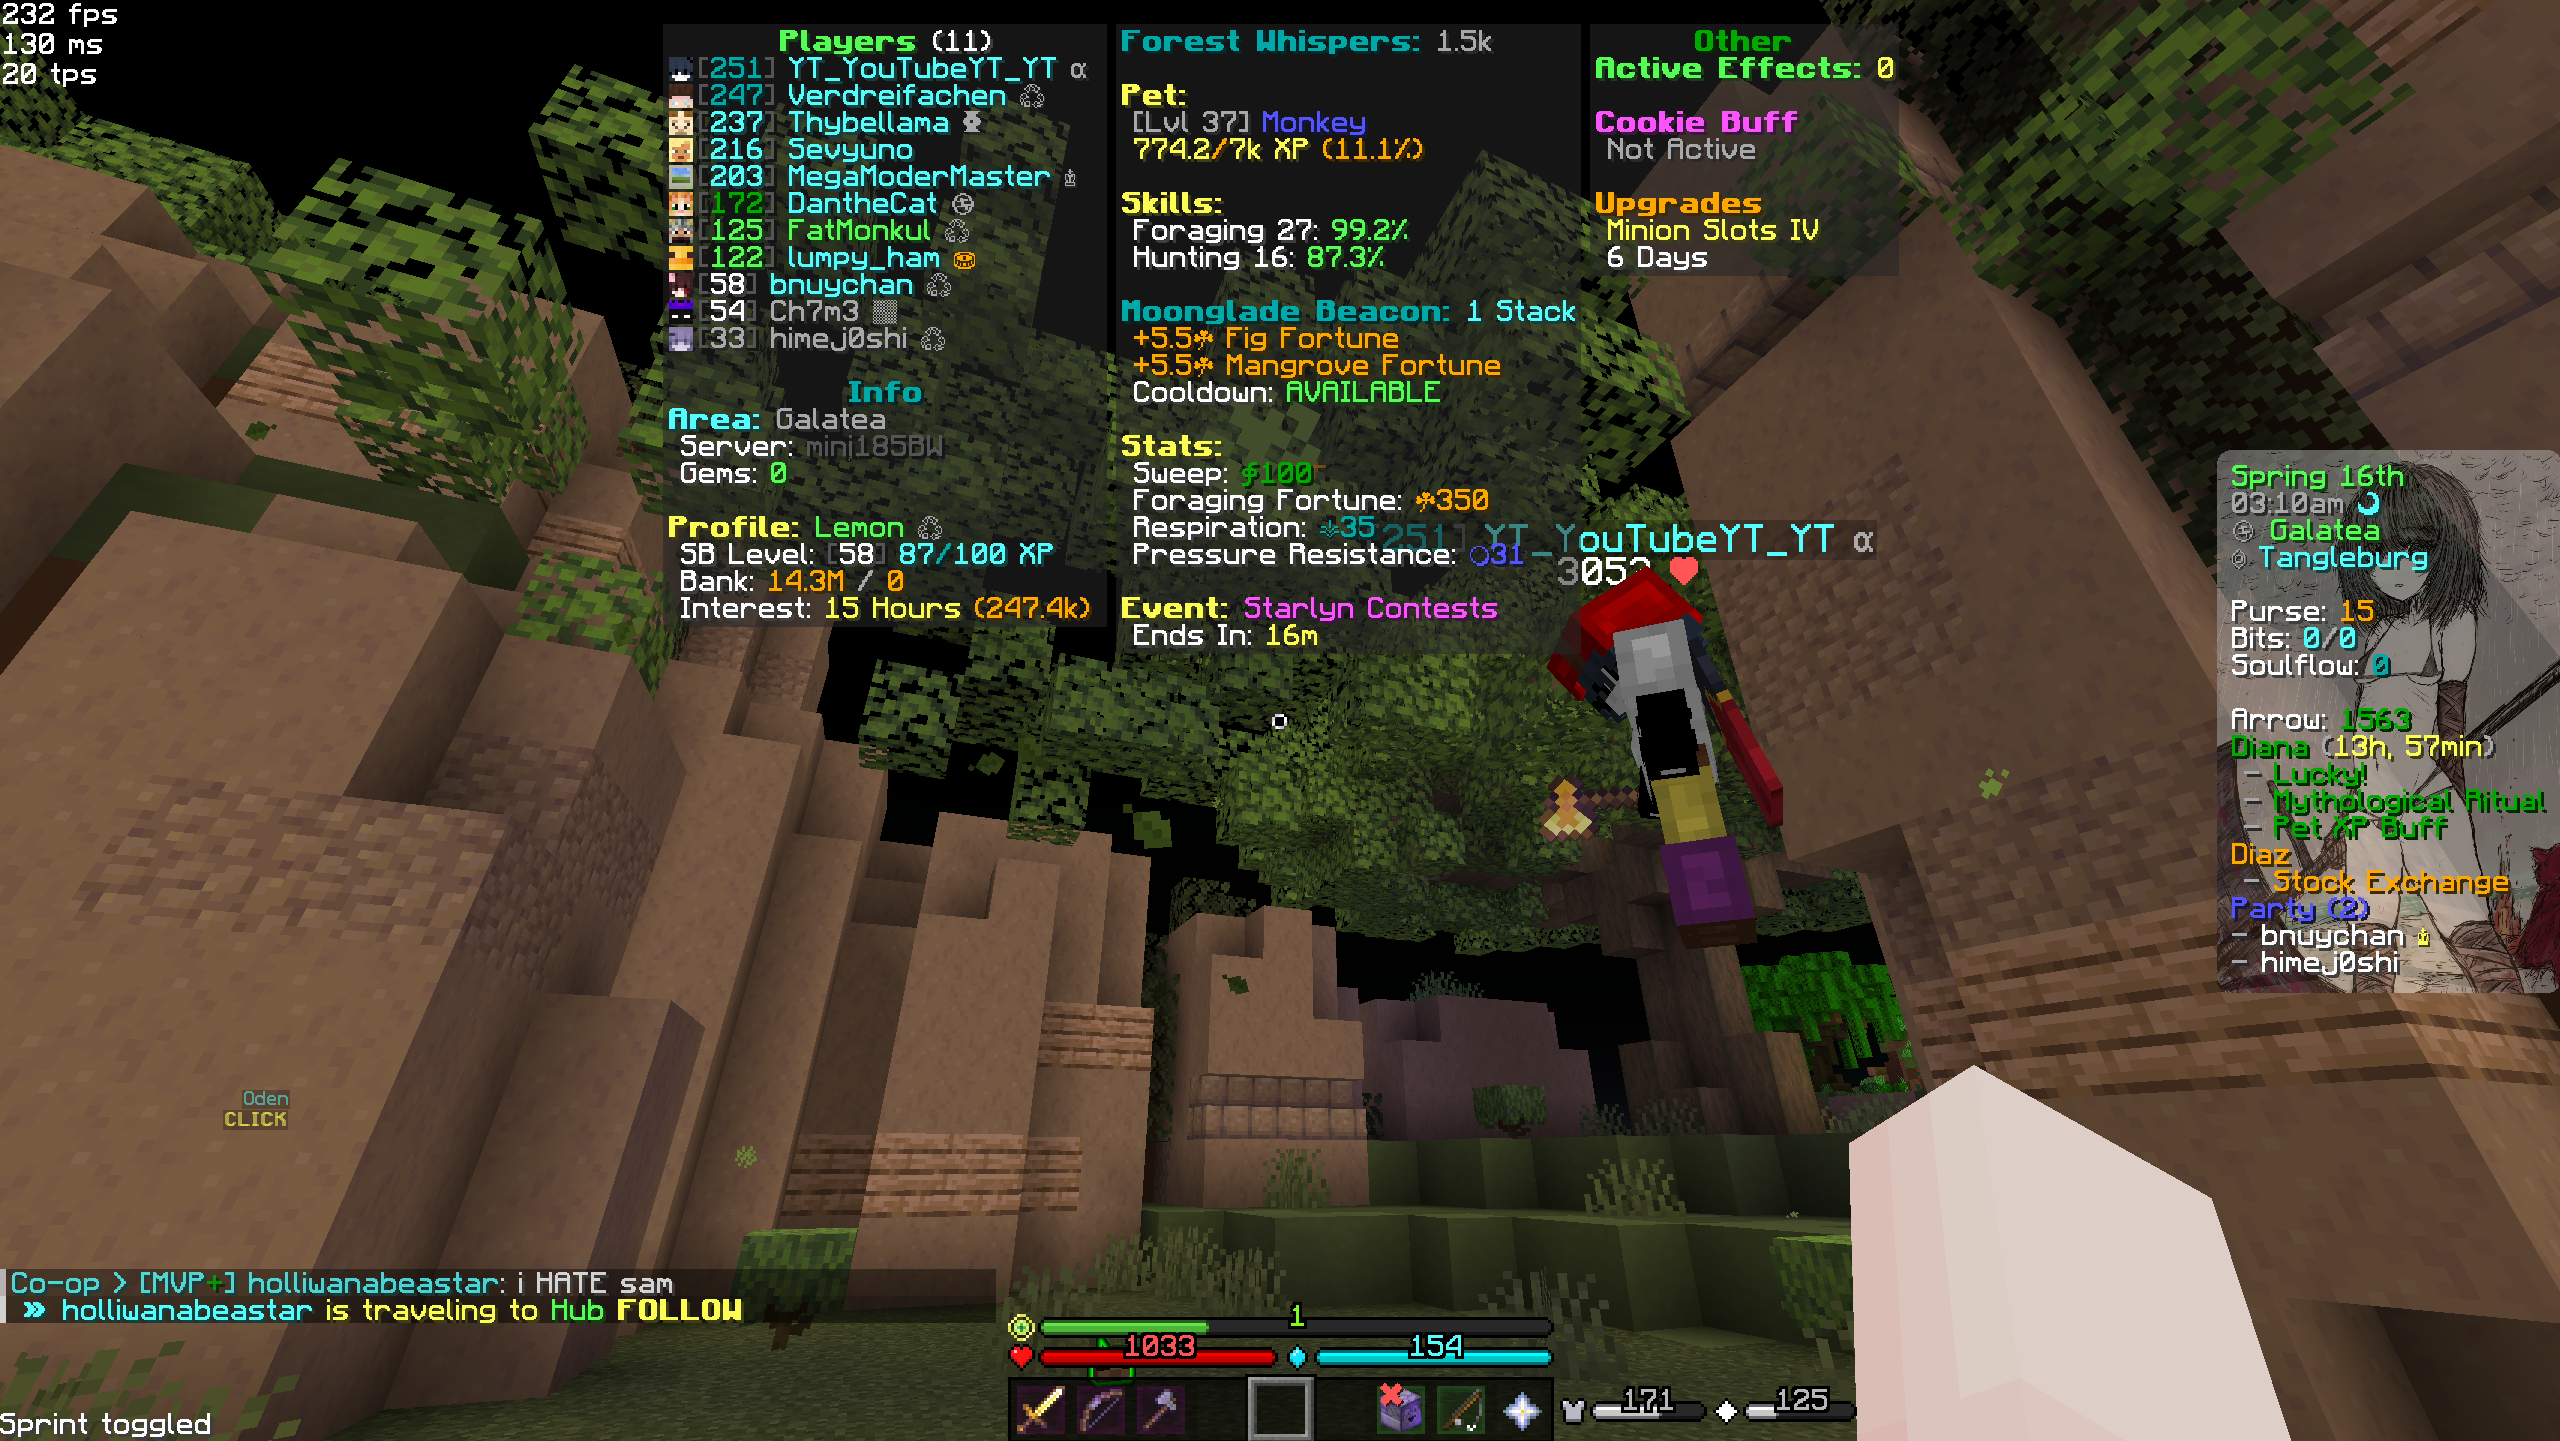 232 fps
130 ms
20 tps
Players (11)
[251] YT_YouTubeYT_YT α
[247] Verdreifachen
[237] Thybellama
[216] Sevyuno
[203] MegaModerMaster
[172] DantheCat
[125] FatMonkul
[122] lumpy_ham
[58] bnuychan
[54] Ch7m3
[33] himej0shi
Info
Area: Galatea
Server: mini185BW
Gems: 0
Profile: Lemon
SB Level: [58] 87/100 XP
Bank: 14.3M / 0
Interest: 15 Hours (247.4k)
Forest Whispers: 1.5k
Pet:
[Lvl 37] Monkey
774.2/7k XP (11.1%)
Skills:
Foraging 27: 99.2%
Hunting 16: 87.3%
Moonglade Beacon: 1 Stack
+5.5 Fig Fortune
+5.5 Mangrove Fortune
Cooldown: AVAILABLE
Stats:
Sweep: 100
Foraging Fortune: 350
Respiration: 35
Pressure Resistance: 31
Event: Starlyn Contests
Ends In: 16m
Other
Active Effects: 0
Cookie Buff
Not Active
Upgrades
Minion Slots IV
6 Days
251] YT_YouTubeYT_YT α
Spring 16th
03:10am
Galatea
Tangleburg
Purse: 15
Bits: 0/0
Soulflow: 0
Arrow: 1563
Diana (13h, 57min)
- Lucky!
- Mythological Ritual
- Pet XP Buff
Diaz
- Stock Exchange
Party (2)
- bnuychan
- himej0shi
Oden
CLICK
Co-op > [MVP+] holliwanabeastar: i HATE sam
» holliwanabeastar is traveling to Hub FOLLOW
1
1033
154
171
125
Sprint toggled